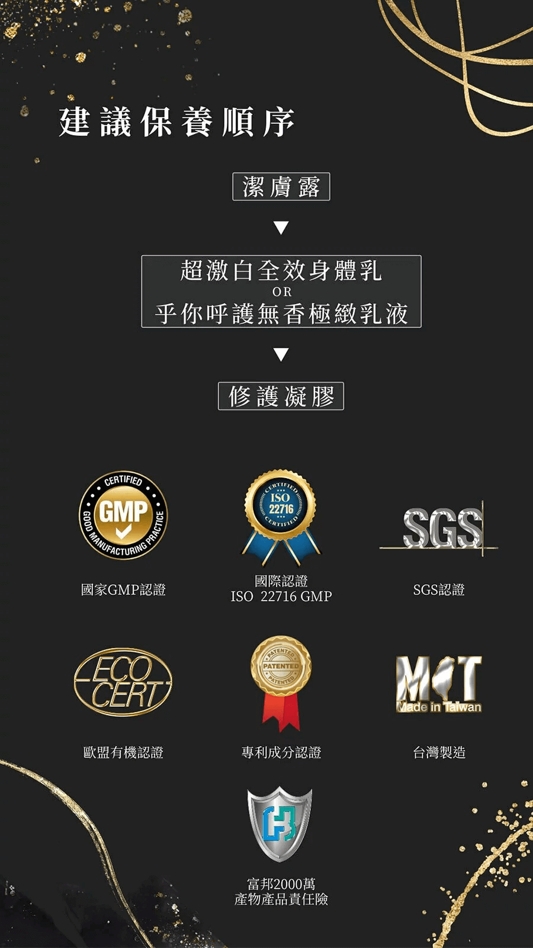 建議保養順序
潔膚露
超激白全效身體乳
OR
乎你呼護無香極緻乳液
修護凝膠
CERTIFIED
GMP
GOOD MANUFACTURING PRACTICE
國家GMP認證
CERTIFIED
ISO
22716
CERTIFIED
國際認證
ISO 22716 GMP
SGS
SGS認證
ECO
CERT
歐盟有機認證
PATENTED
PATENTED
PATENTED
專利成分認證
MIT
Made in Taiwan
台灣製造
富邦2000萬
產物產品責任險